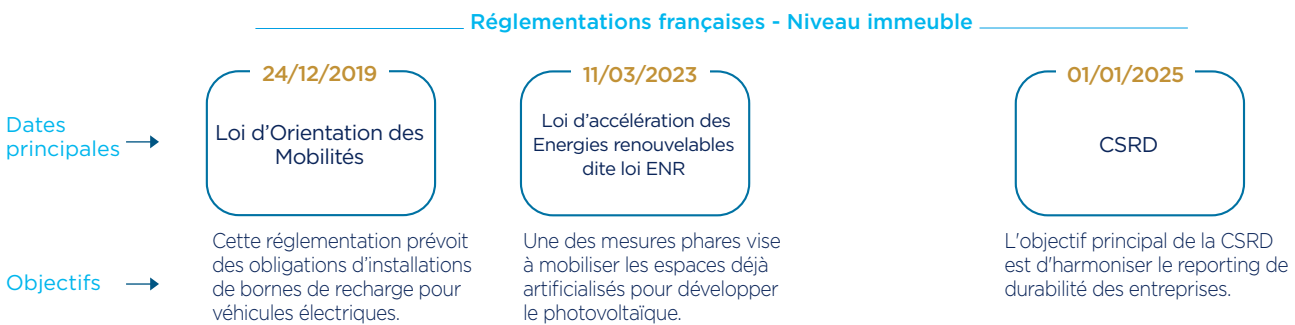 Réglementations françaises - Niveau immeuble
Dates
principales
24/12/2019
Loi d'Orientation des
Mobilités
11/03/2023
Loi d'accélération des
Energies renouvelables
dite loi ENR
01/01/2025
CSRD
Objectifs
Cette réglementation prévoit
des obligations d'installations
de bornes de recharge pour
véhicules électriques.
Une des mesures phares vise
à mobiliser les espaces déjà
artificialisés pour développer
le photovoltaïque.
L'objectif principal de la CSRD
est d'harmoniser le reporting de
durabilité des entreprises.